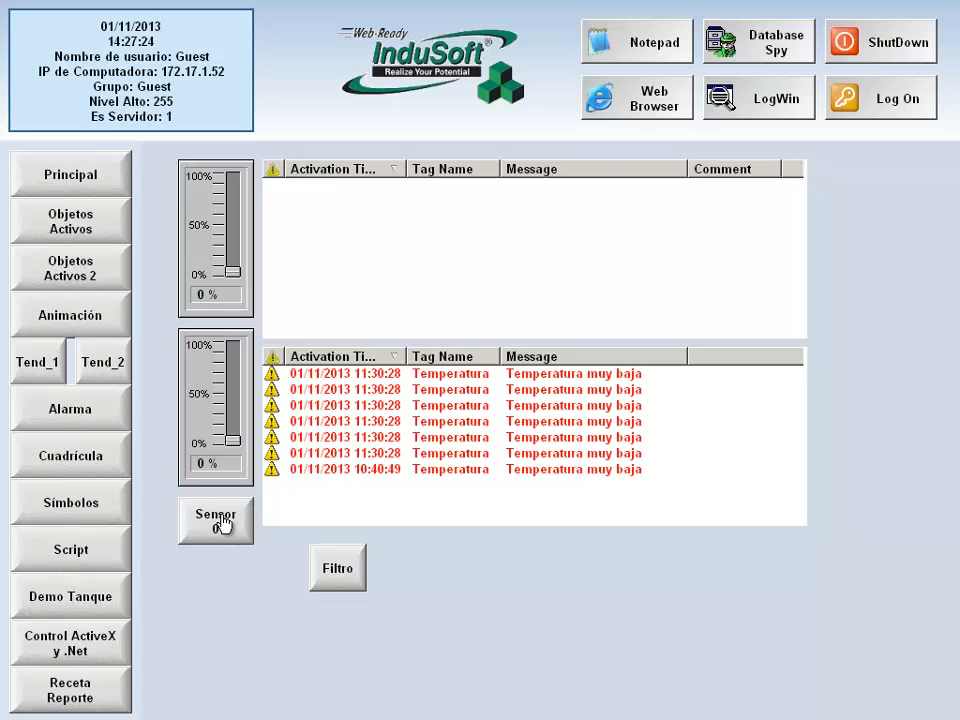 01/11/2013
14:27:24
Nombre de usuario: Guest
IP de Computadora: 172.17.1.52
Grupo: Guest
Nivel Alto: 255
Es Servidor: 1
Web-Ready
InduSoft®
Realize Your Potential
Notepad
Database
Spy
ShutDown
Web
Browser
LogWin
Log On
Principal
Objetos
Activos
Objetos
Activos 2
Animación
Tend_1
Tend_2
Alarma
Cuadrícula
Símbolos
Script
Demo Tanque
Control ActiveX
y .Net
Receta
Reporte
100%
50%
0%
0 %
100%
50%
0%
0 %
Sensor
0
Activation Ti... Tag Name Message Comment
Activation Ti... Tag Name Message
01/11/2013 11:30:28 Temperatura Temperatura muy baja
01/11/2013 11:30:28 Temperatura Temperatura muy baja
01/11/2013 11:30:28 Temperatura Temperatura muy baja
01/11/2013 11:30:28 Temperatura Temperatura muy baja
01/11/2013 11:30:28 Temperatura Temperatura muy baja
01/11/2013 11:30:28 Temperatura Temperatura muy baja
01/11/2013 10:40:49 Temperatura Temperatura muy baja
Filtro